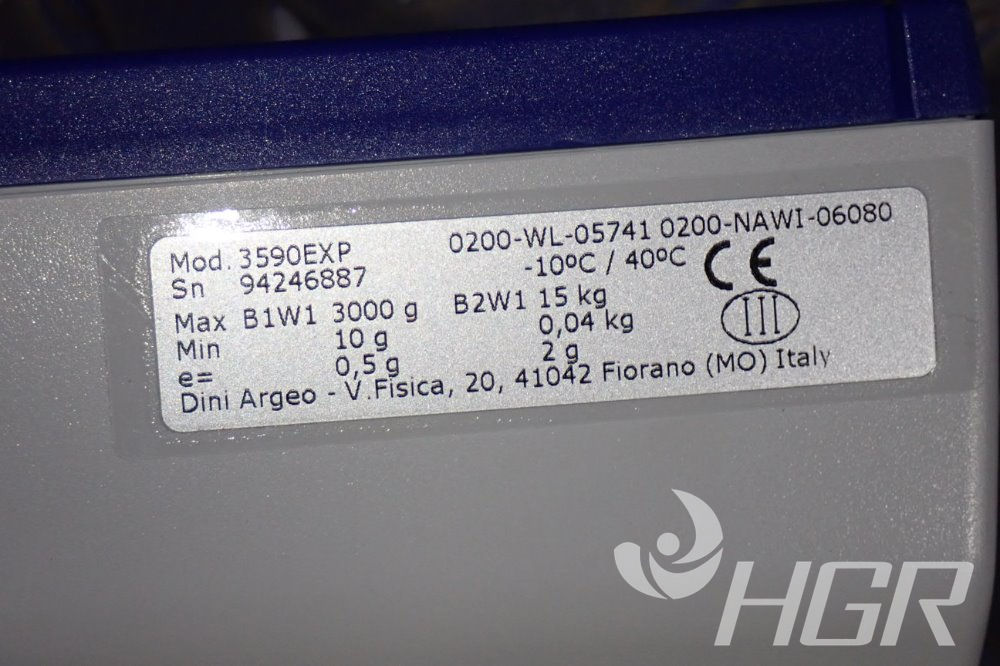 Mod. 3590EXP 0200-WL-05741 0200-NAWI-06080
Sn 94246887 -10ºC / 40ºC CE
Max B1W1 3000 g B2W1 15 kg III
Min 10 g 0,04 kg
e= 0,5 g 2 g
Dini Argeo - V.Fisica, 20, 41042 Fiorano (MO) Italy
HGR